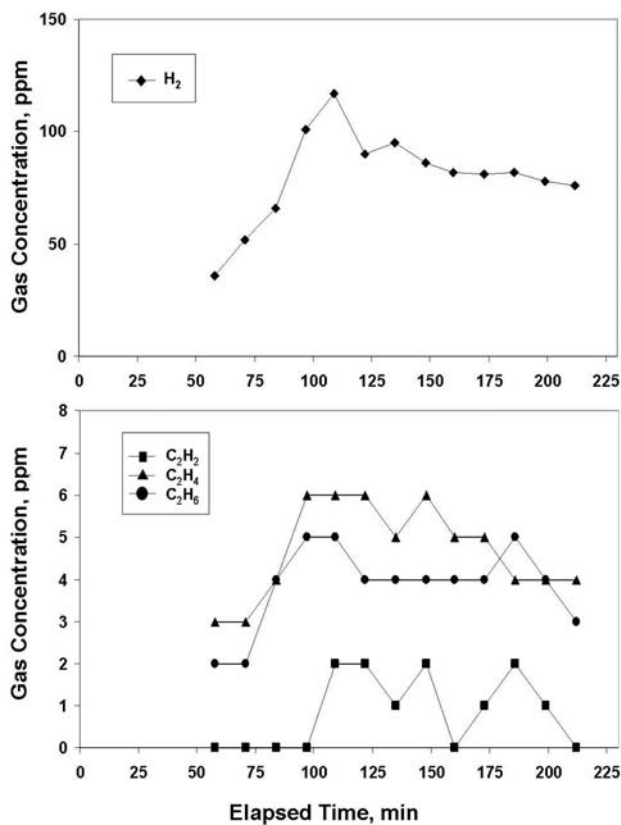 150
H₂
100
50
0
Gas Concentration, ppm
0 25 50 75 100 125 150 175 200 225
8
7
6
5
4
3
2
1
0
C₂H₂
C₂H₄
C₂H₆
Gas Concentration, ppm
0 25 50 75 100 125 150 175 200 225
Elapsed Time, min